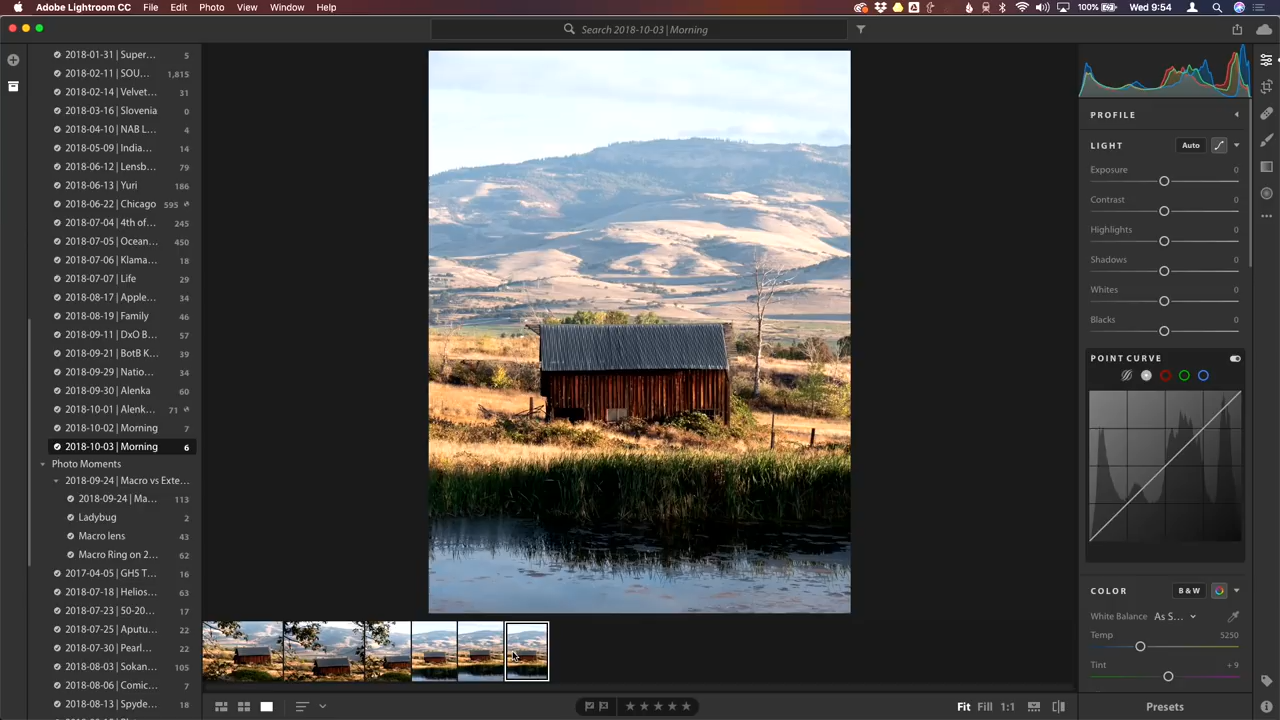 Adobe Lightroom CC File Edit Photo View Window Help 100% Wed 9:54
Search 2018-10-03 | Morning
2018-01-31 | Super... 5
2018-02-11 | SOU... 1,815
2018-02-14 | Velvet... 31
2018-03-16 | Slovenia 0
2018-04-10 | NAB L... 4
2018-05-09 | India... 14
2018-06-12 | Lensb... 79
2018-06-13 | Yuri 186
2018-06-22 | Chicago 595
2018-07-04 | 4th of... 245
2018-07-05 | Ocean... 450
2018-07-06 | Klama... 18
2018-07-07 | Life 28
2018-08-17 | Apple... 34
2018-08-19 | Family 46
2018-09-11 | DxO B... 57
2018-09-21 | BotB K... 39
2018-09-29 | Natio... 34
2018-09-30 | Alenka 60
2018-10-01 | Alenk... 71
2018-10-02 | Morning 7
2018-10-03 | Morning 6
Photo Moments
2018-09-24 | Macro vs Exte...
2018-09-24 | Ma... 113
Ladybug 2
Macro lens 43
Macro Ring on 2... 62
2017-04-05 | GH5 T... 16
2018-07-18 | Helios... 63
2018-07-23 | 50-20... 17
2018-07-25 | Aputu... 22
2018-07-30 | Pearl... 22
2018-08-03 | Sokan... 105
2018-08-06 | Comic... 7
2018-08-13 | Spyde... 18
PROFILE
LIGHT Auto
Exposure 0
Contrast 0
Highlights 0
Shadows 0
Whites 0
Blacks 0
POINT CURVE
COLOR B&W
White Balance As S...
Temp 5250
Tint + 9
Fit Fill 1:1 Presets